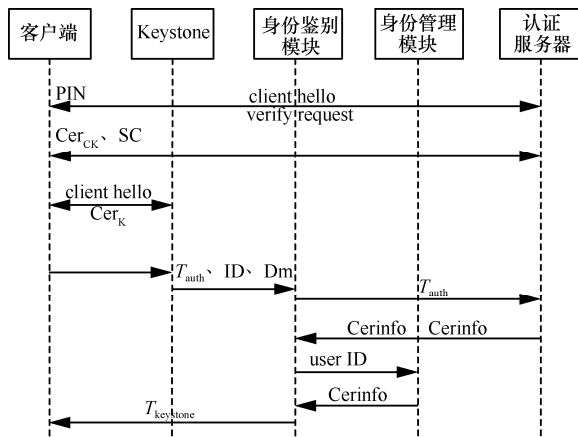 客户端 Keystone 身份鉴别模块 身份管理模块 认证服务器
PIN client hello
verify request
Cer_CK、SC
client hello
Cer_K
T_auth、ID、Dm
T_auth
Cerinfo Cerinfo
user ID
Cerinfo
T_keystone